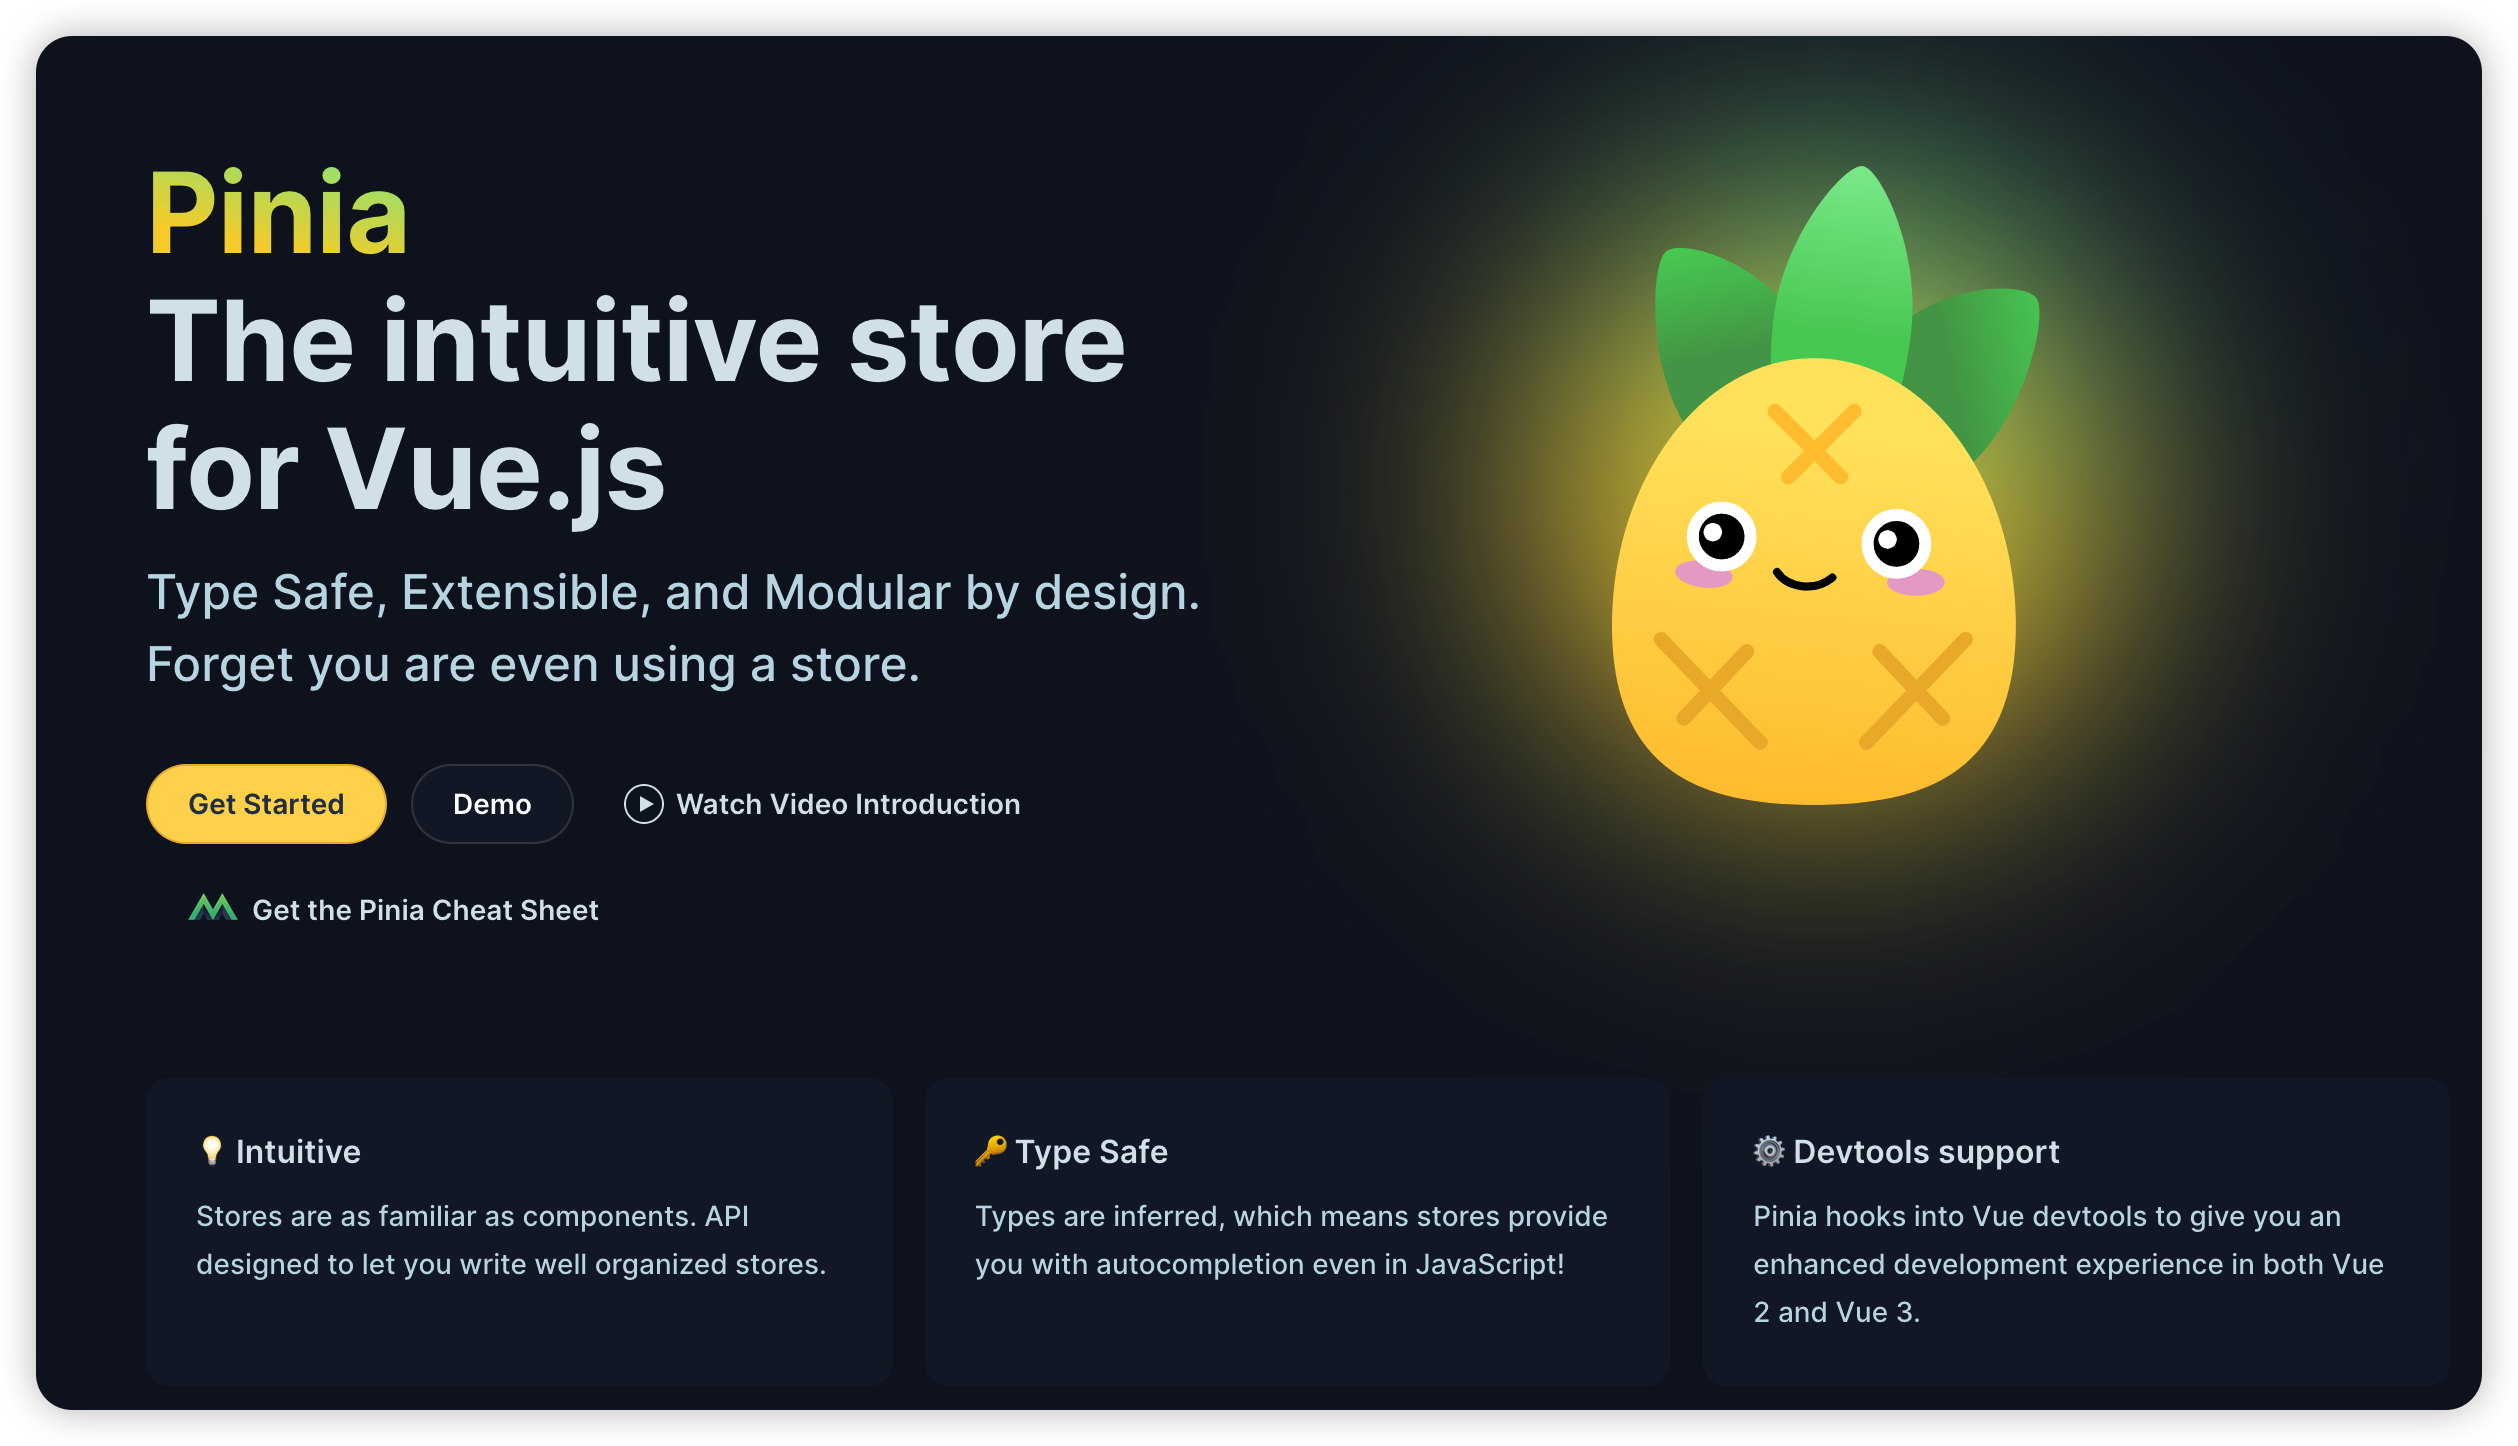 Pinia
The intuitive store
for Vue.js
Type Safe, Extensible, and Modular by design.
Forget you are even using a store.
Get Started
Demo
Watch Video Introduction
Get the Pinia Cheat Sheet
💡 Intuitive
Stores are as familiar as components. API
designed to let you write well organized stores.
🔑 Type Safe
Types are inferred, which means stores provide
you with autocompletion even in JavaScript!
⚙️ Devtools support
Pinia hooks into Vue devtools to give you an
enhanced development experience in both Vue
2 and Vue 3.